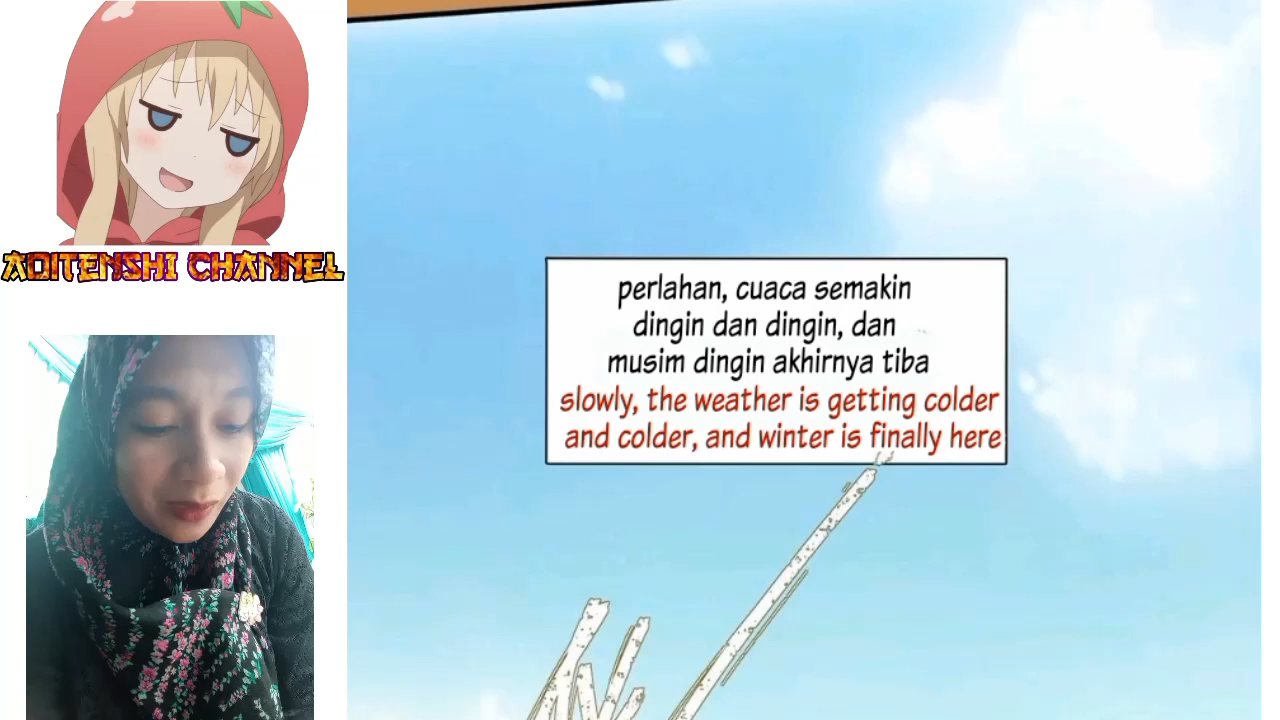 AOITENSHI CHANNEL
perlahan, cuaca semakin
dingin dan dingin, dan
musim dingin akhirnya tiba
slowly, the weather is getting colder
and colder, and winter is finally here